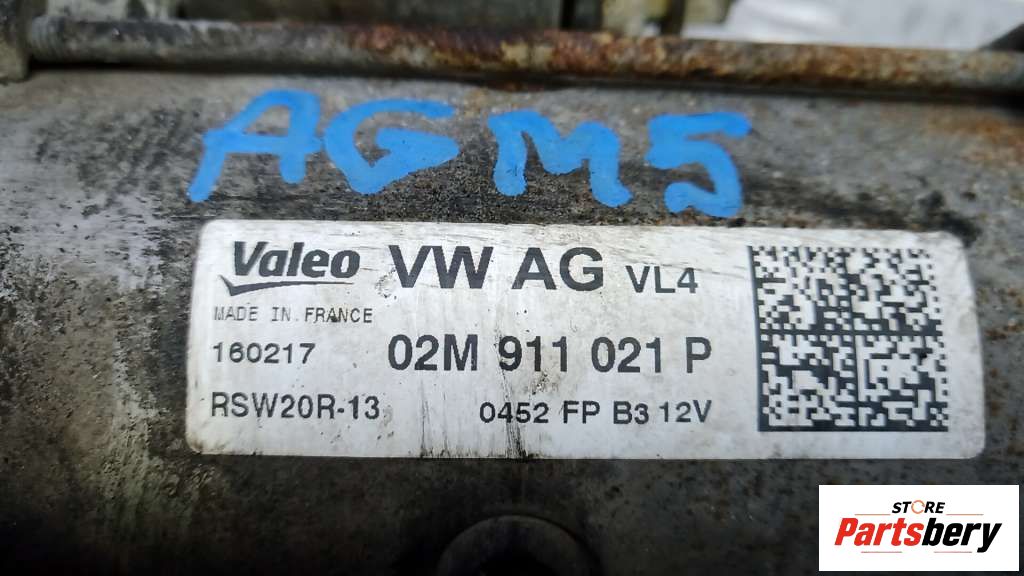 AGM5
Valeo VW AG VL4
MADE IN FRANCE
160217 02M 911 021 P
RSW20R-13 0452 FP B3 12V
STORE
Partsbery